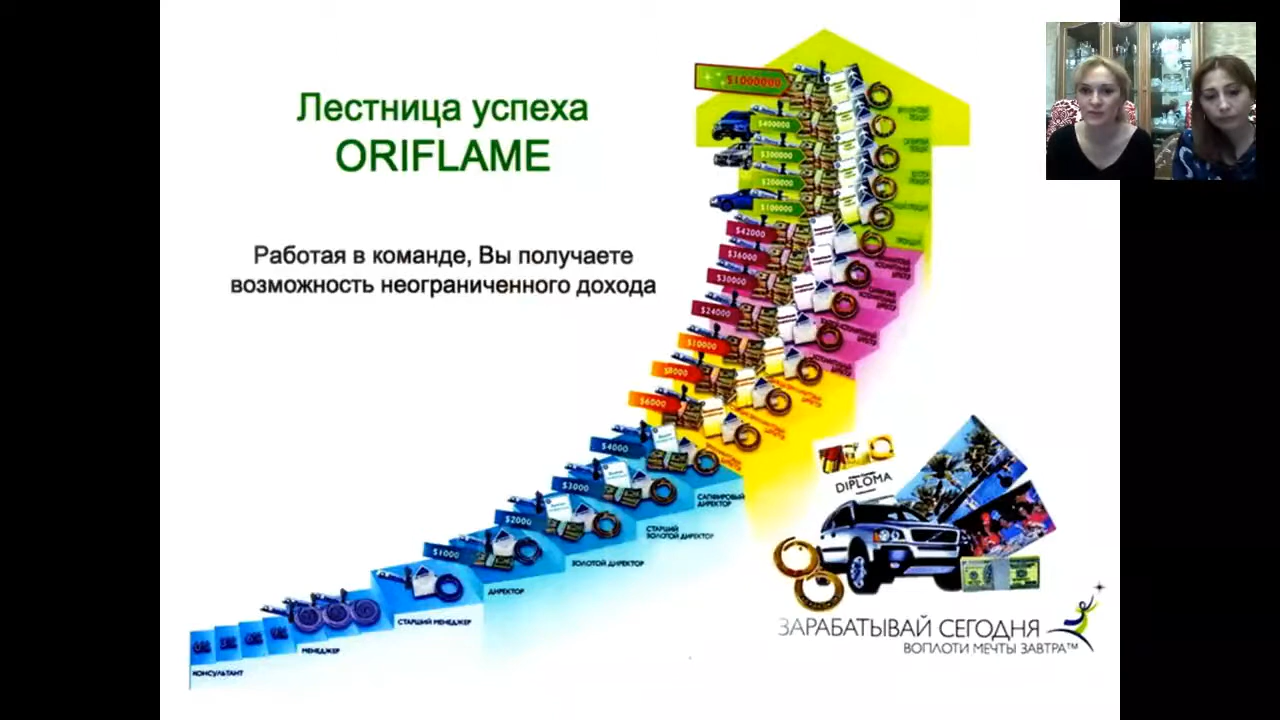 Лестница успеха
ORIFLAME
Работая в команде, Вы получаете
возможность неограниченного дохода
$1000000
$400000
$300000
$200000
$100000
$42000
$36000
$30000
$24000
$10000
$8000
$6000
$4000
$3000
$2000
$1000
САПФИРОВЫЙ
ДИРЕКТОР
СТАРШИЙ
ЗОЛОТОЙ ДИРЕКТОР
ЗОЛОТОЙ ДИРЕКТОР
ДИРЕКТОР
СТАРШИЙ МЕНЕДЖЕР
МЕНЕДЖЕР
КОНСУЛЬТАНТ
DIPLOMA
ЗАРАБАТЫВАЙ СЕГОДНЯ
ВОПЛОТИ МЕЧТЫ ЗАВТРА™